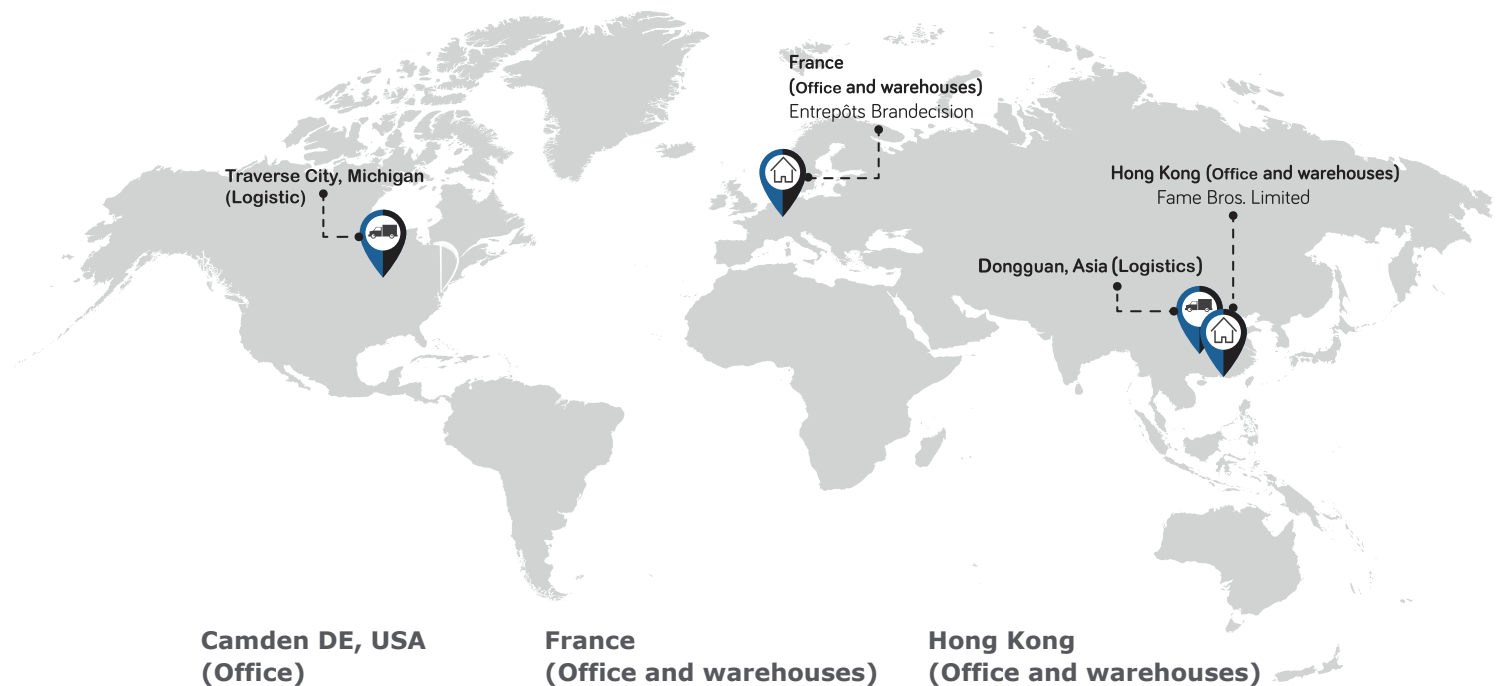 France
(Office and warehouses)
Entrepôts Brandecision
Traverse City, Michigan
(Logistic)
Hong Kong (Office and warehouses)
Fame Bros. Limited
Dongguan, Asia (Logistics)
Camden DE, USA
(Office)
France
(Office and warehouses)
Hong Kong
(Office and warehouses)